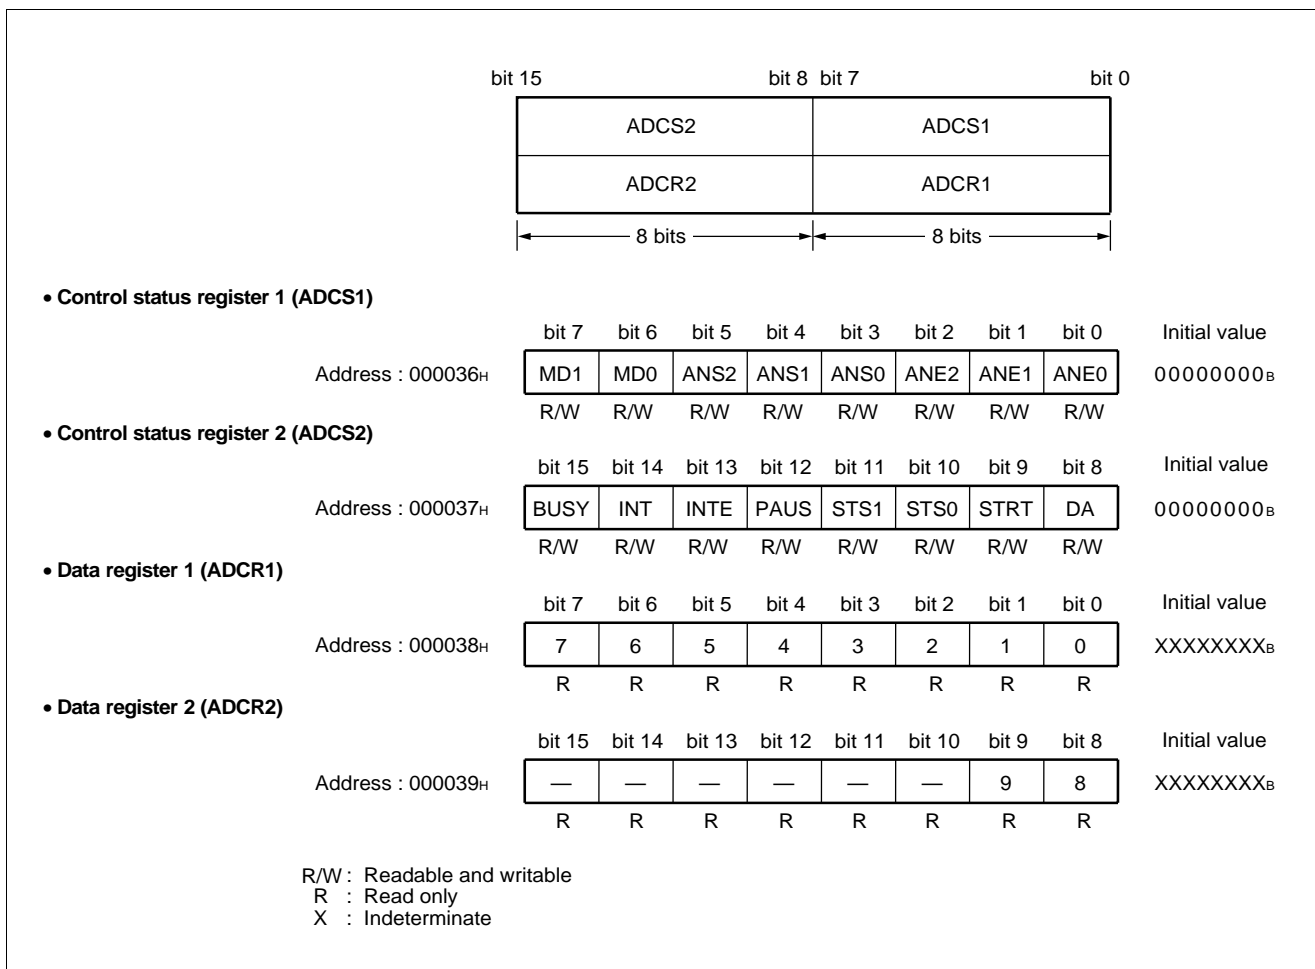 bit 15 bit 8 bit 7 bit 0
ADCS2 ADCS1
ADCR2 ADCR1
8 bits 8 bits
• Control status register 1 (ADCS1)
bit 7 bit 6 bit 5 bit 4 bit 3 bit 2 bit 1 bit 0 Initial value
Address : 000036H MD1 MD0 ANS2 ANS1 ANS0 ANE2 ANE1 ANE0 00000000B
R/W R/W R/W R/W R/W R/W R/W R/W
• Control status register 2 (ADCS2)
bit 15 bit 14 bit 13 bit 12 bit 11 bit 10 bit 9 bit 8 Initial value
Address : 000037H BUSY INT INTE PAUS STS1 STS0 STRT DA 00000000B
R/W R/W R/W R/W R/W R/W R/W R/W
• Data register 1 (ADCR1)
bit 7 bit 6 bit 5 bit 4 bit 3 bit 2 bit 1 bit 0 Initial value
Address : 000038H 7 6 5 4 3 2 1 0 XXXXXXXXB
R R R R R R R R
• Data register 2 (ADCR2)
bit 15 bit 14 bit 13 bit 12 bit 11 bit 10 bit 9 bit 8 Initial value
Address : 000039H — — — — — — 9 8 XXXXXXXXB
R R R R R R R R
R/W : Readable and writable
R : Read only
X : Indeterminate